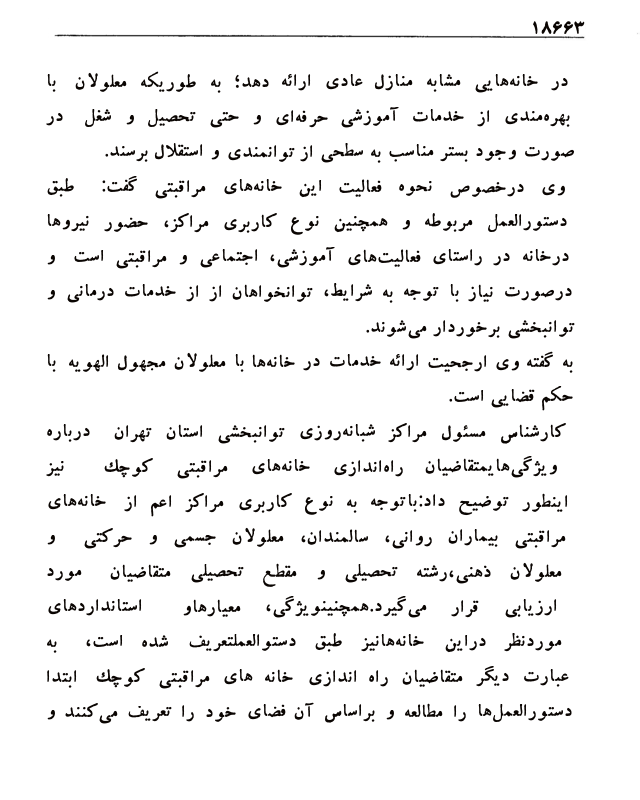 ۱۸۶۶۳
در خانه‌هایی مشابه منازل عادی ارائه دهد؛ به طوریکه معلولان با
بهره‌مندی از خدمات آموزشی حرفه‌ای و حتی تحصیل و شغل در
صورت وجود بستر مناسب به سطحی از توانمندی و استقلال برسند.
وی درخصوص نحوه فعالیت این خانه‌های مراقبتی گفت: طبق
دستورالعمل مربوطه و همچنین نوع کاربری مراکز، حضور نیروها
درخانه در راستای فعالیت‌های آموزشی، اجتماعی و مراقبتی است و
درصورت نیاز با توجه به شرایط، توانخواهان از از خدمات درمانی و
توانبخشی برخوردار می‌شوند.
به گفته وی ارجحیت ارائه خدمات در خانه‌ها با معلولان مجهول الهویه با
حکم قضایی است.
کارشناس مسئول مراکز شبانه‌روزی توانبخشی استان تهران درباره
ویژگی‌هایمتقاضیان راه‌اندازی خانه‌های مراقبتی کوچك نیز
اینطور توضیح داد:باتوجه به نوع کاربری مراکز اعم از خانه‌های
مراقبتی بیماران روانی، سالمندان، معلولان جسمی و حرکتی و
معلولان ذهنی،رشته تحصیلی و مقطع تحصیلی متقاضیان مورد
ارزیابی قرار می‌گیرد.همچنینویژگی، معیارهاو استانداردهای
موردنظر دراین خانه‌هانیز طبق دستوالعملتعریف شده است، به
عبارت دیگر متقاضیان راه اندازی خانه های مراقبتی کوچك ابتدا
دستورالعمل‌ها را مطالعه و براساس آن فضای خود را تعریف می‌کنند و